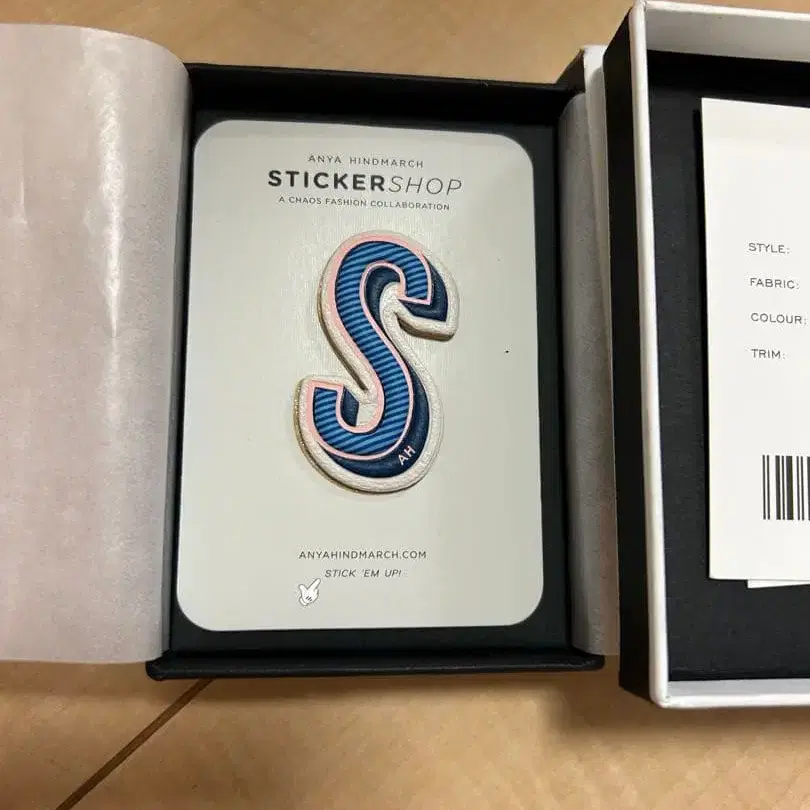 ANYA HINDMARCH
STICKERSHOP
A CHAOS FASHION COLLABORATION
S
AH
ANYAHINDMARCH.COM
STICK 'EM UP!
STYLE:
FABRIC:
COLOUR:
TRIM: